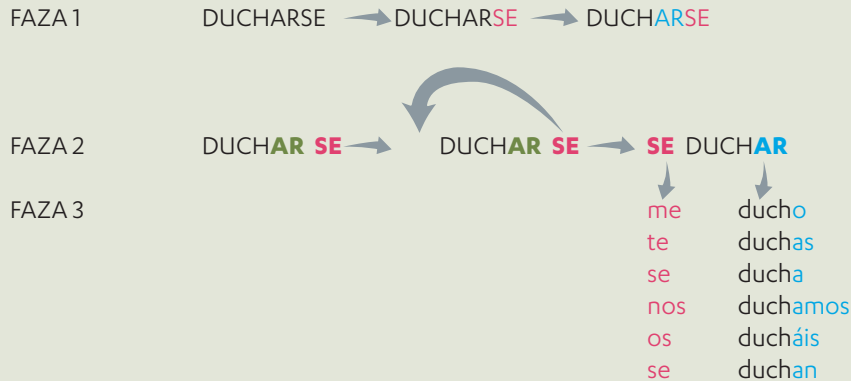 FAZA 1 DUCHARSE DUCHARSE DUCHARSE
FAZA 2 DUCHAR SE DUCHAR SE SE DUCHAR
FAZA 3 me ducho
te duchas
se ducha
nos duchamos
os ducháis
se duchan